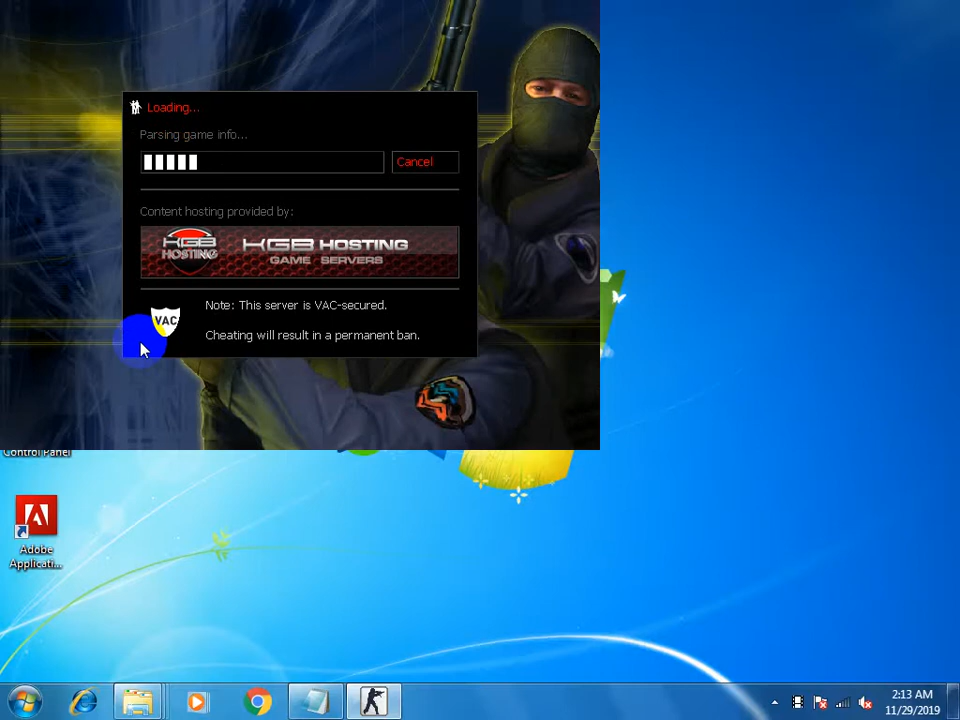 Loading...
Parsing game info...
Cancel
Content hosting provided by:
KGB
HOSTING
KGB HOSTING
GAME SERVERS
VAC
Note: This server is VAC-secured.
Cheating will result in a permanent ban.
Control Panel
Adobe
Applicati...
2:13 AM
11/29/2019